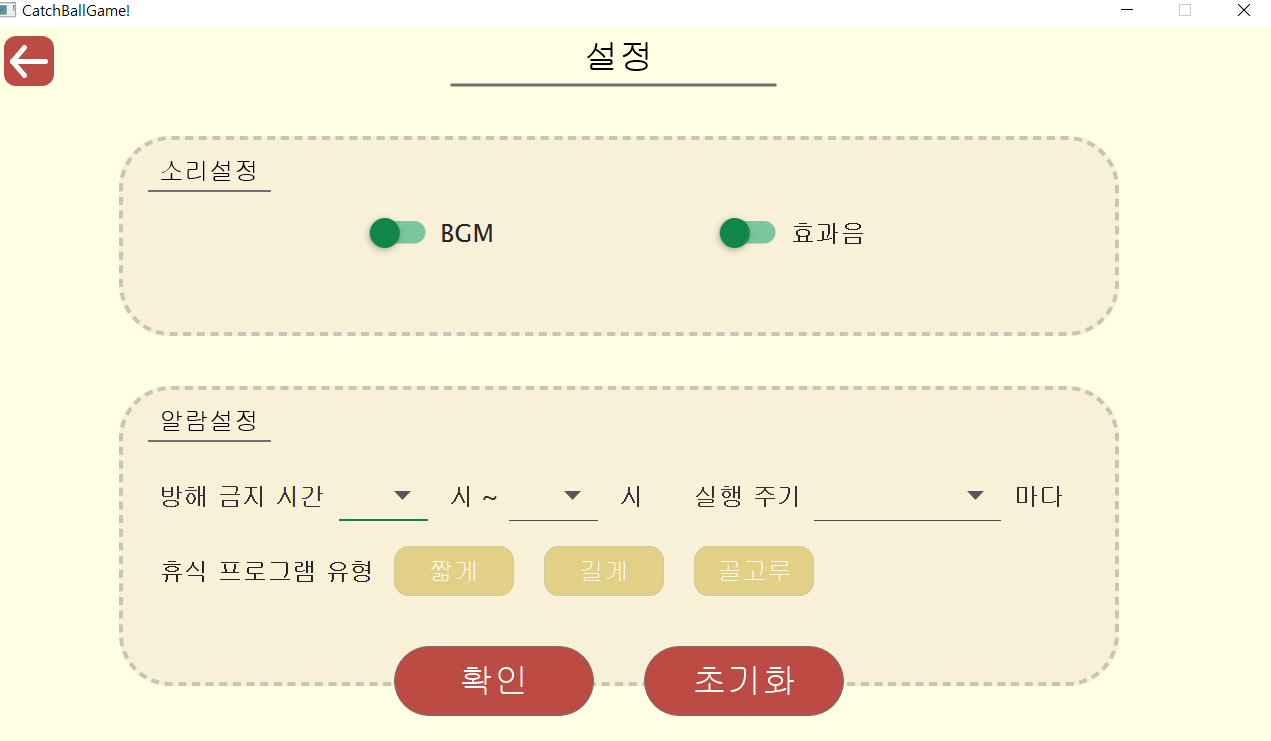 CatchBallGame!
설정
소리설정
BGM 효과음
알람설정
방해 금지 시간 시 ~ 시 실행 주기 마다
휴식 프로그램 유형 짧게 길게 골고루
확인 초기화